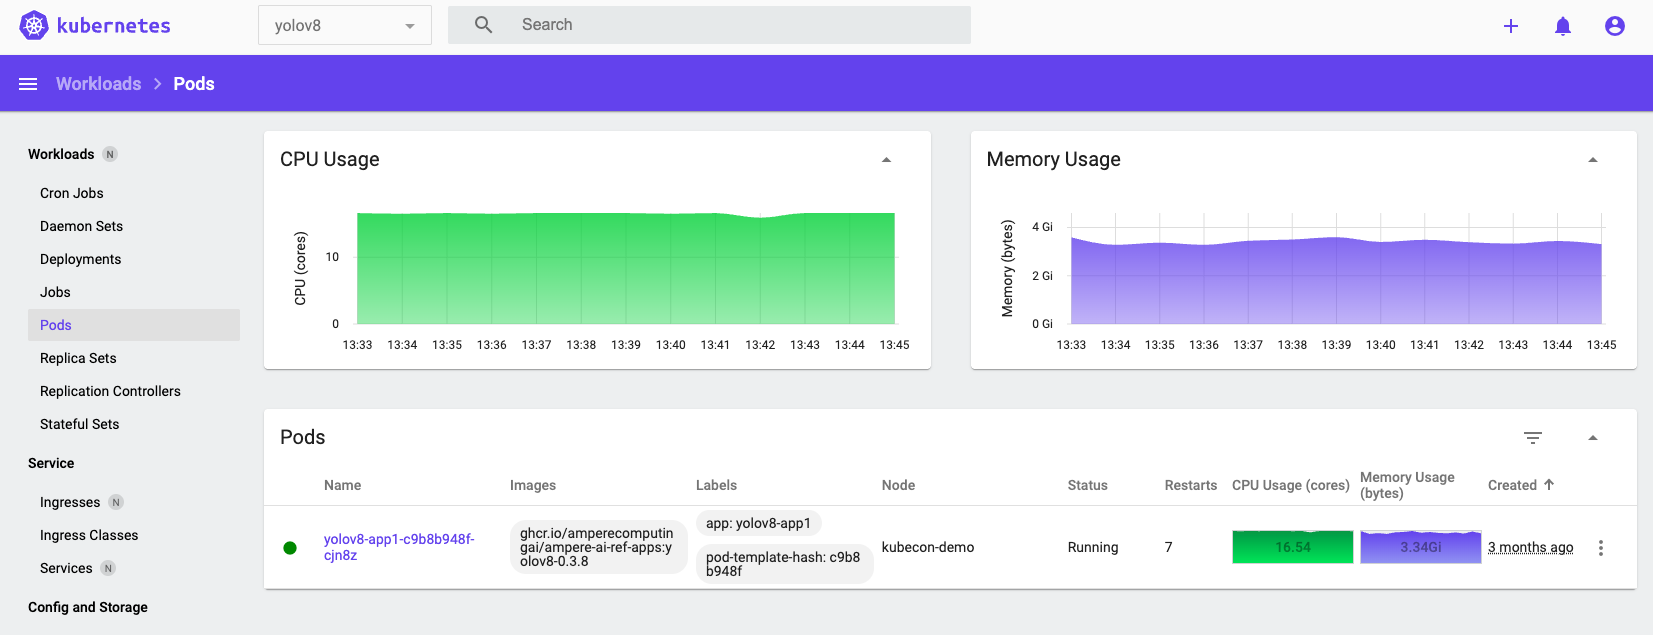 kubernetes
yolov8
Search
Workloads > Pods
Workloads N
Cron Jobs
Daemon Sets
Deployments
Jobs
Pods
Replica Sets
Replication Controllers
Stateful Sets
Service
Ingresses N
Ingress Classes
Services N
Config and Storage
CPU Usage
CPU (cores)
10
0
13:33 13:34 13:35 13:36 13:37 13:38 13:39 13:40 13:41 13:42 13:43 13:44 13:45
Memory Usage
Memory (bytes)
4 Gi
2 Gi
0 Gi
13:33 13:34 13:35 13:36 13:37 13:38 13:39 13:40 13:41 13:42 13:43 13:44 13:45
Pods
Name
Images
Labels
Node
Status
Restarts
CPU Usage (cores)
Memory Usage
(bytes)
Created
yolov8-app1-c9b8b948f-
cjn8z
ghcr.io/amperecomputin
gai/ampere-ai-ref-apps:y
olov8-0.3.8
app: yolov8-app1
pod-template-hash: c9b8
b948f
kubecon-demo
Running
7
16.54
3.34Gi
3 months ago